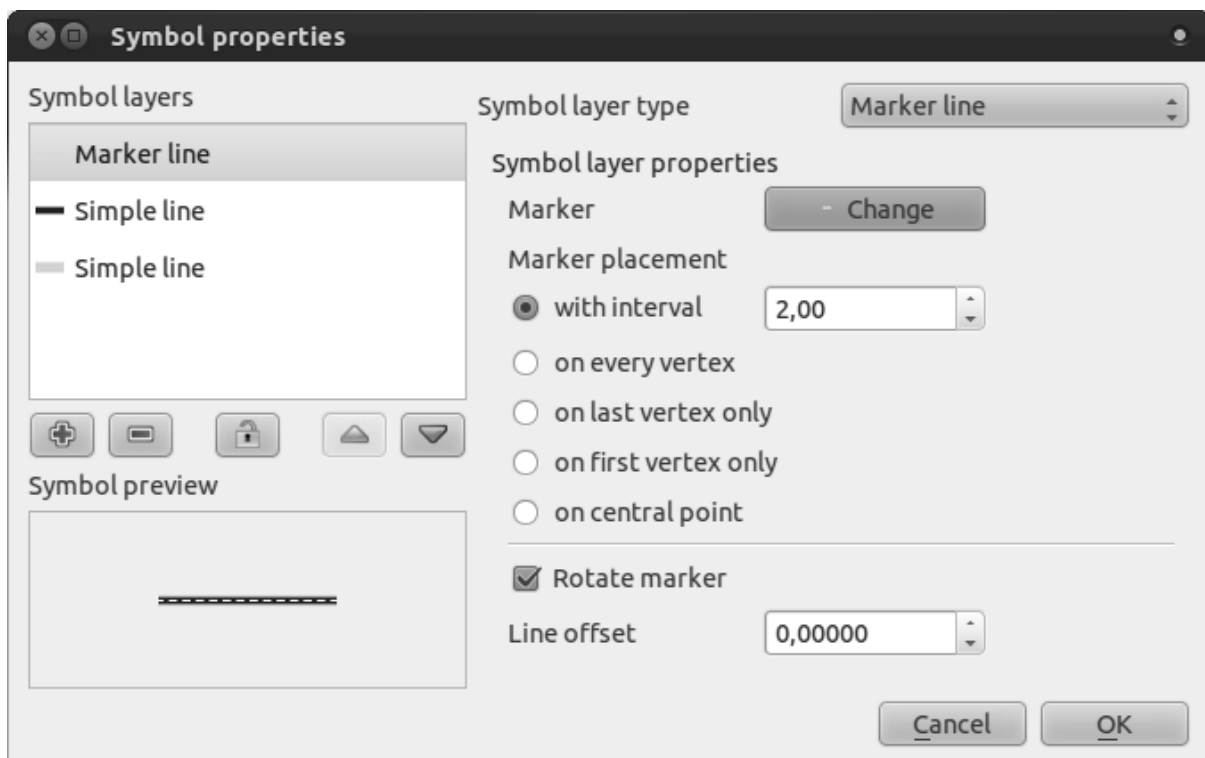 Symbol properties
Symbol layers
Marker line
Simple line
Simple line
Symbol preview
Symbol layer type
Marker line
Symbol layer properties
Marker
Change
Marker placement
with interval
2,00
on every vertex
on last vertex only
on first vertex only
on central point
Rotate marker
Line offset
0,00000
Cancel
OK